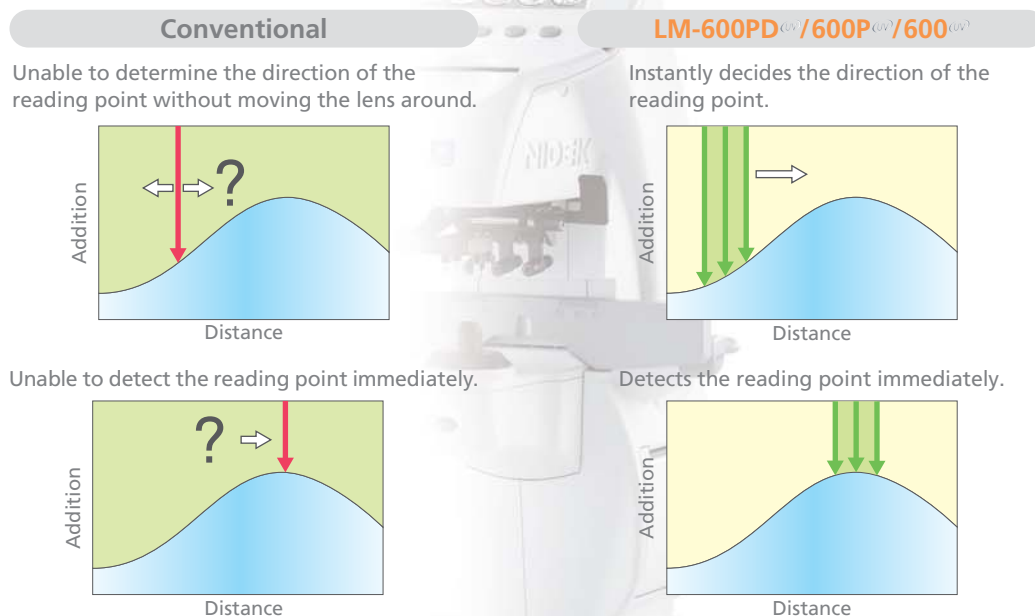 Conventional
LM-600PD(UV)/600P(UV)/600(UV)
Unable to determine the direction of the
reading point without moving the lens around.
Instantly decides the direction of the
reading point.
?
Addition
Distance
Addition
Distance
NIDEK
Unable to detect the reading point immediately.
Detects the reading point immediately.
?
Addition
Distance
Addition
Distance